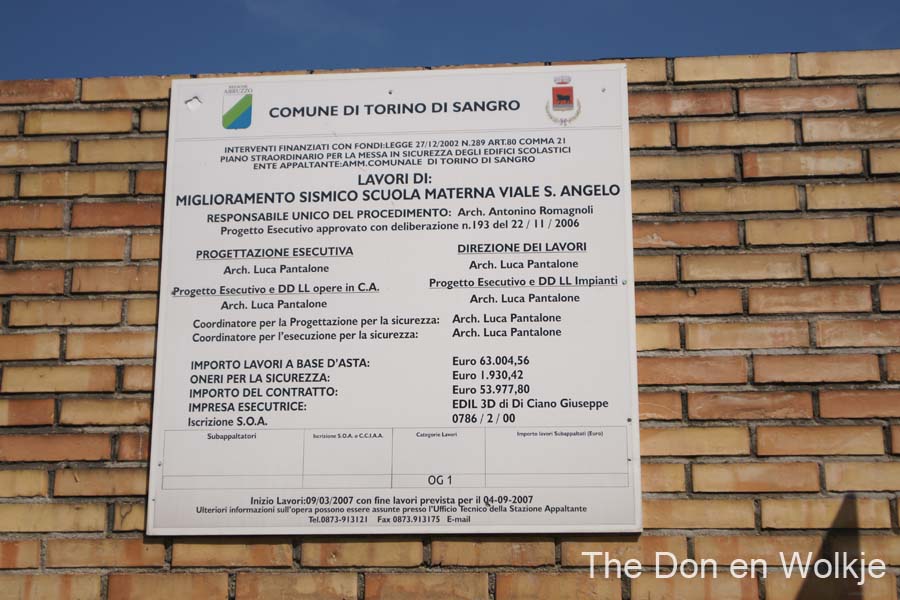 REGIONE
ABRUZZO
COMUNE DI TORINO DI SANGRO
INTERVENTI FINANZIATI CON FONDI:LEGGE 27/12/2002 N.289 ART.80 COMMA 21
PIANO STRAORDINARIO PER LA MESSA IN SICUREZZA DEGLI EDIFICI SCOLASTICI
ENTE APPALTANTE:AMM.COMUNALE DI TORINO DI SANGRO
LAVORI DI:
MIGLIORAMENTO SISMICO SCUOLA MATERNA VIALE S. ANGELO
RESPONSABILE UNICO DEL PROCEDIMENTO: Arch. Antonino Romagnoli
Progetto Esecutivo approvato con deliberazione n.193 del 22 / 11 / 2006
PROGETTAZIONE ESECUTIVA DIREZIONE DEI LAVORI
Arch. Luca Pantalone Arch. Luca Pantalone
Progetto Esecutivo e DD LL opere in C.A. Progetto Esecutivo e DD LL Impianti
Arch. Luca Pantalone Arch. Luca Pantalone
Coordinatore per la Progettazione per la sicurezza: Arch. Luca Pantalone
Coordinatore per l'esecuzione per la sicurezza: Arch. Luca Pantalone
IMPORTO LAVORI A BASE D'ASTA: Euro 63.004,56
ONERI PER LA SICUREZZA: Euro 1.930,42
IMPORTO DEL CONTRATTO: Euro 53.977,80
IMPRESA ESECUTRICE: EDIL 3D di Di Ciano Giuseppe
Iscrizione S.O.A. 0786 / 2 / 00
Subappaltatori Iscrizione S.O.A. o C.C.I.A.A. Categorie Lavori Importo lavori Subappaltati (Euro)
OG 1
Inizio Lavori:09/03/2007 con fine lavori prevista per il 04-09-2007
Ulteriori informazioni sull'opera possono essere assunte presso l'Ufficio Tecnico della Stazione Appaltante
Tel.0873-913121 Fax 0873.913175 E-mail
The Don en Wolkje